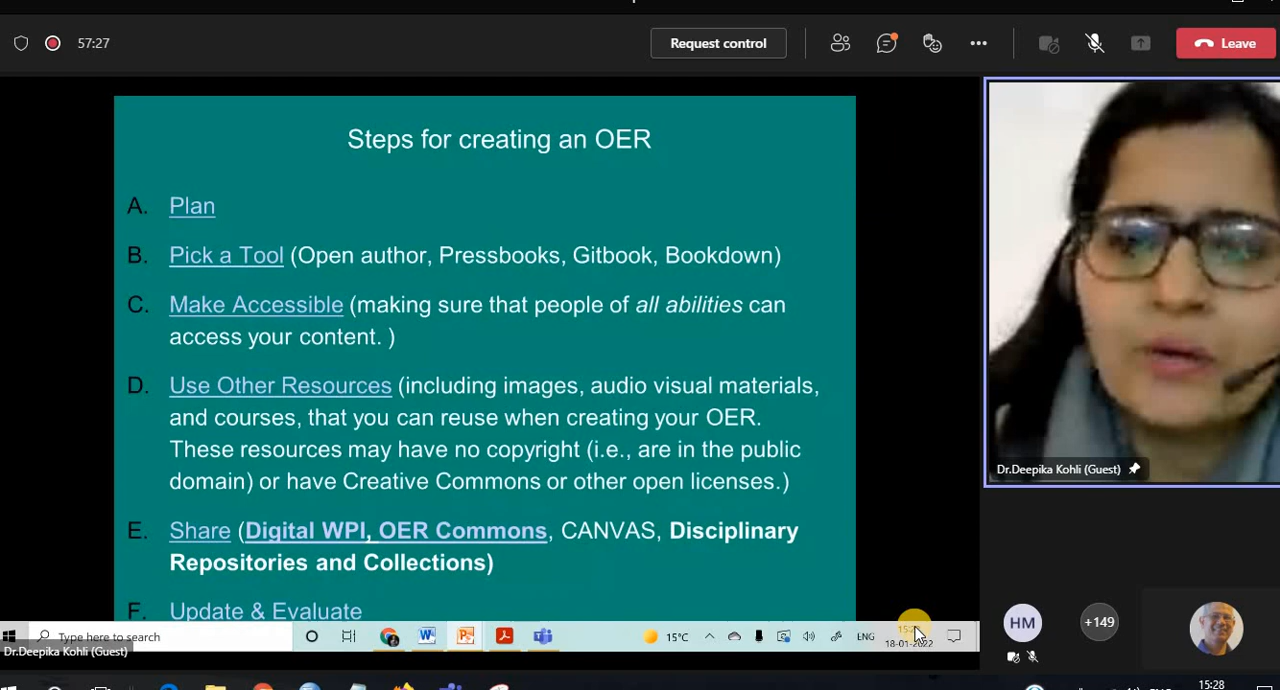 57:27
Request control
Leave
Steps for creating an OER
A. Plan
B. Pick a Tool (Open author, Pressbooks, Gitbook, Bookdown)
C. Make Accessible (making sure that people of all abilities can
access your content. )
D. Use Other Resources (including images, audio visual materials,
and courses, that you can reuse when creating your OER.
These resources may have no copyright (i.e., are in the public
domain) or have Creative Commons or other open licenses.)
Dr.Deepika Kohli (Guest)
E. Share (Digital WPI, OER Commons, CANVAS, Disciplinary
Repositories and Collections)
F. Update & Evaluate
HM
+149
Type here to search
15°C
ENG
18-01-2022
Dr.Deepika Kohli (Guest)
15:28